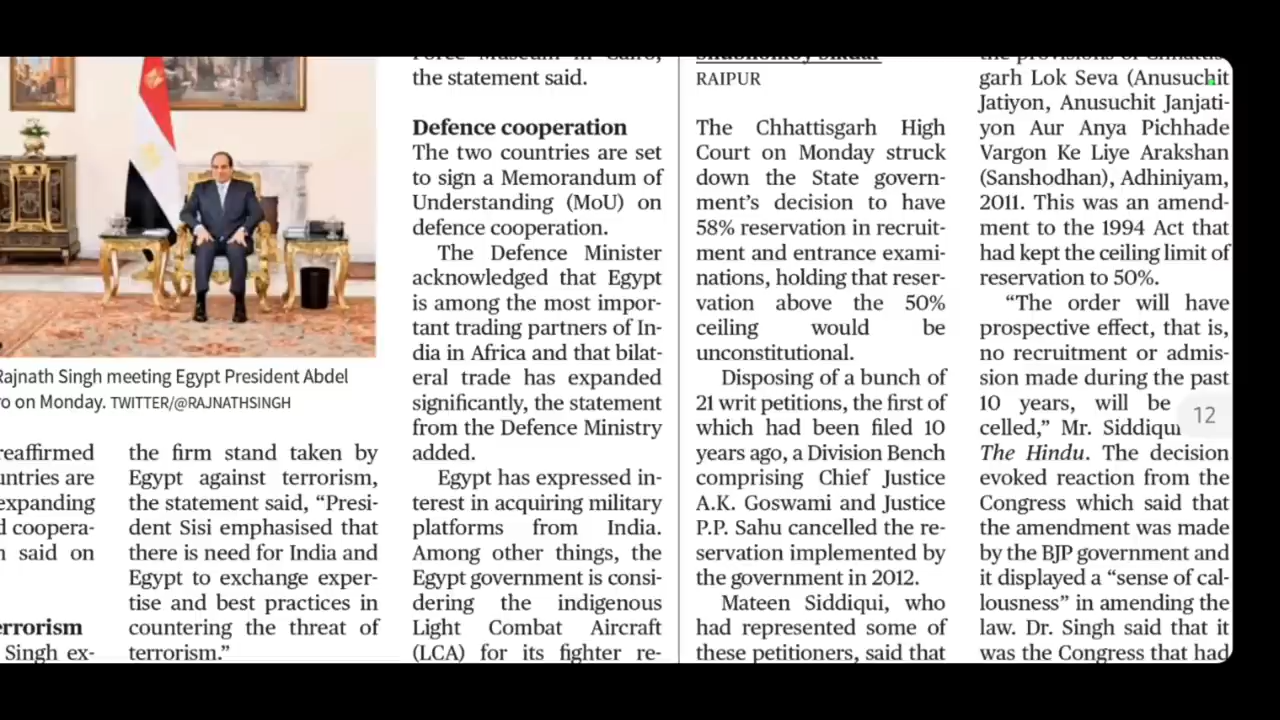 Rajnath Singh meeting Egypt President Abdel
ro on Monday. TWITTER/@RAJNATHSINGH
reaffirmed
untries are
expanding
d coopera-
n said on
errorism
Singh ex-
the firm stand taken by
Egypt against terrorism,
the statement said, “Presi-
dent Sisi emphasised that
there is need for India and
Egypt to exchange exper-
tise and best practices in
countering the threat of
terrorism.”
Force Museum in Cairo,
the statement said.
Defence cooperation
The two countries are set
to sign a Memorandum of
Understanding (MoU) on
defence cooperation.
The Defence Minister
acknowledged that Egypt
is among the most impor-
tant trading partners of In-
dia in Africa and that bilat-
eral trade has expanded
significantly, the statement
from the Defence Ministry
added.
Egypt has expressed in-
terest in acquiring military
platforms from India.
Among other things, the
Egypt government is consi-
dering the indigenous
Light Combat Aircraft
(LCA) for its fighter re-
RAIPUR
The Chhattisgarh High
Court on Monday struck
down the State govern-
ment’s decision to have
58% reservation in recruit-
ment and entrance exami-
nations, holding that reser-
vation above the 50%
ceiling would be
unconstitutional.
Disposing of a bunch of
21 writ petitions, the first of
which had been filed 10
years ago, a Division Bench
comprising Chief Justice
A.K. Goswami and Justice
P.P. Sahu cancelled the re-
servation implemented by
the government in 2012.
Mateen Siddiqui, who
had represented some of
these petitioners, said that
the provisions of Chhattis-
garh Lok Seva (Anusuchit
Jatiyon, Anusuchit Janjati-
yon Aur Anya Pichhade
Vargon Ke Liye Arakshan
(Sanshodhan), Adhiniyam,
2011. This was an amend-
ment to the 1994 Act that
had kept the ceiling limit of
reservation to 50%.
“The order will have
prospective effect, that is,
no recruitment or admis-
sion made during the past
10 years, will be
celled,” Mr. Siddiqui
The Hindu. The decision
evoked reaction from the
Congress which said that
the amendment was made
by the BJP government and
it displayed a “sense of cal-
lousness” in amending the
law. Dr. Singh said that it
was the Congress that had
12